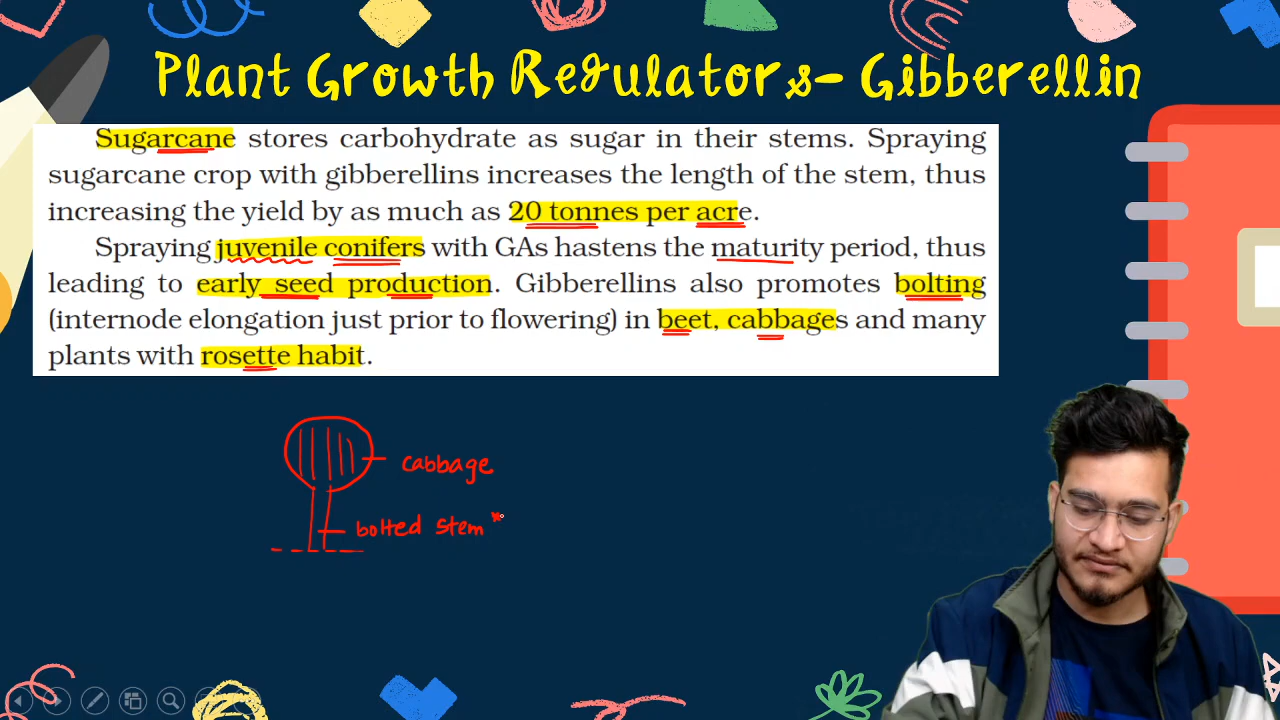 Plant Growth Regulators- Gibberellin
Sugarcane stores carbohydrate as sugar in their stems. Spraying
sugarcane crop with gibberellins increases the length of the stem, thus
increasing the yield by as much as 20 tonnes per acre.
Spraying juvenile conifers with GAs hastens the maturity period, thus
leading to early seed production. Gibberellins also promotes bolting
(internode elongation just prior to flowering) in beet, cabbages and many
plants with rosette habit.
cabbage
bolted stem *